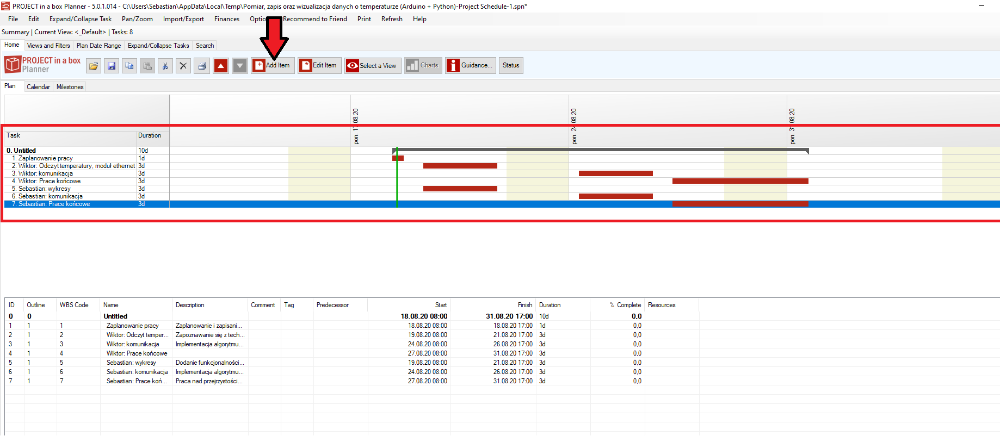 PROJECT in a box Planner - 5.0.1.014 - C:\Users\Sebastian\AppData\Local\Temp\Pomiar, zapis oraz wizualizacja danych o temperaturze (Arduino + Python)-Project Schedule-1.spn*
File Edit Expand/Collapse Task Pan/Zoom Import/Export Finances Recommend to Friend Print Refresh Help
Summary | Current View: <_Default> | Tasks: 8
Home Views and Filters Plan Date Range Expand/Collapse Tasks Search
PROJECT in a box
Planner
Add Item Edit Item Select a View Charts Guidance... Status
Plan Calendar Milestones
pon. 17.08.20 pon. 24.08.20 pon. 31.08.20
Task Duration
0. Untitled 10d
1. Zaplanowanie pracy 1d
2. Wiktor: Odczyt temperatury, moduł ethernet 3d
3. Wiktor: komunikacja 3d
4. Wiktor: Prace końcowe 3d
5. Sebastian: wykresy 3d
6. Sebastian: komunikacja 3d
7. Sebastian: Prace końcowe 3d
ID Outline WBS Code Name Description Comment Tag Predecessor Start Finish Duration % Complete Resources
0 0 Untitled 18.08.20 08:00 31.08.20 17:00 10d 0,0
1 1 1 Zaplanowanie pracy Zaplanowanie i zapisani... 18.08.20 08:00 18.08.20 17:00 1d 0,0
2 1 2 Wiktor: Odczyt temper... Zapoznawanie się z tech... 19.08.20 08:00 21.08.20 17:00 3d 0,0
3 1 3 Wiktor: komunikacja Implementacja algorytmu... 24.08.20 08:00 26.08.20 17:00 3d 0,0
4 1 4 Wiktor: Prace końcowe 27.08.20 08:00 31.08.20 17:00 3d 0,0
5 1 5 Sebastian: wykresy Dodanie funkcjonalności... 19.08.20 08:00 21.08.20 17:00 3d 0,0
6 1 6 Sebastian: komunikacja Implementacja algorytmu... 24.08.20 08:00 26.08.20 17:00 3d 0,0
7 1 7 Sebastian: Prace koń... Praca nad przejrzystości... 27.08.20 08:00 31.08.20 17:00 3d 0,0